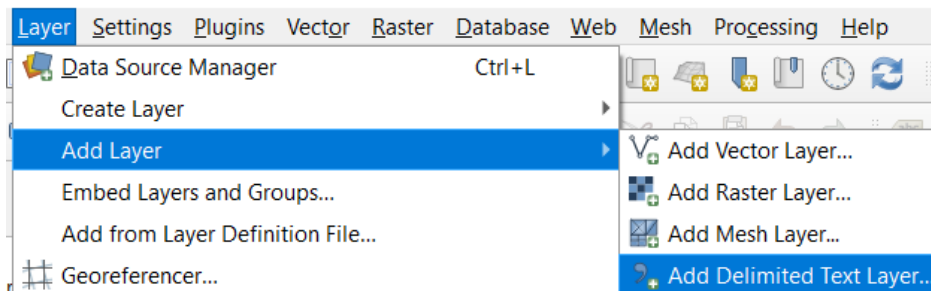 Layer Settings Plugins Vector Raster Database Web Mesh Processing Help
Data Source Manager Ctrl+L
Create Layer
Add Layer
Add Vector Layer...
Embed Layers and Groups...
Add Raster Layer...
Add from Layer Definition File...
Add Mesh Layer...
Georeferencer...
Add Delimited Text Layer...